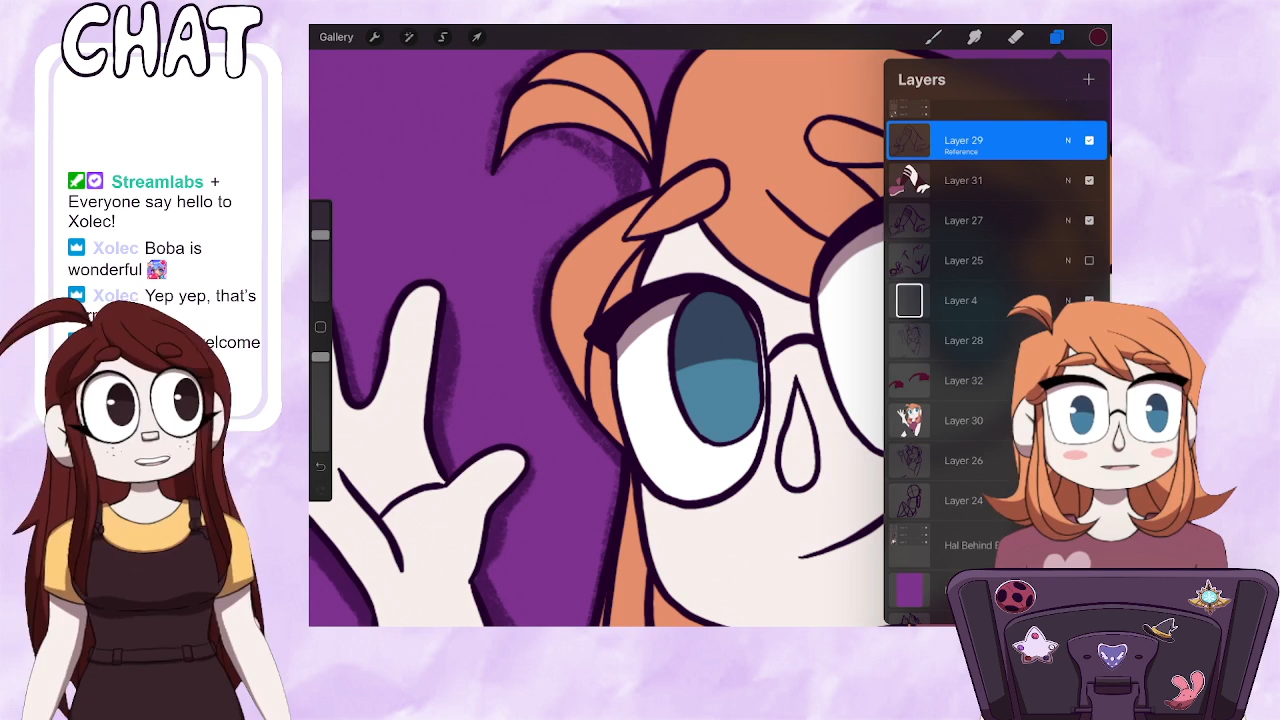 CHAT
Streamlabs +
Everyone say hello to
Xolec!
Xolec Boba is
wonderful
Xolec Yep yep, that's
Gallery
Layers
Layer 29
N
Reference
Layer 31
N
Layer 27
N
Layer 25
N
Layer 4
N
Layer 28
Layer 32
Layer 30
Layer 26
Layer 24
Hal Behind